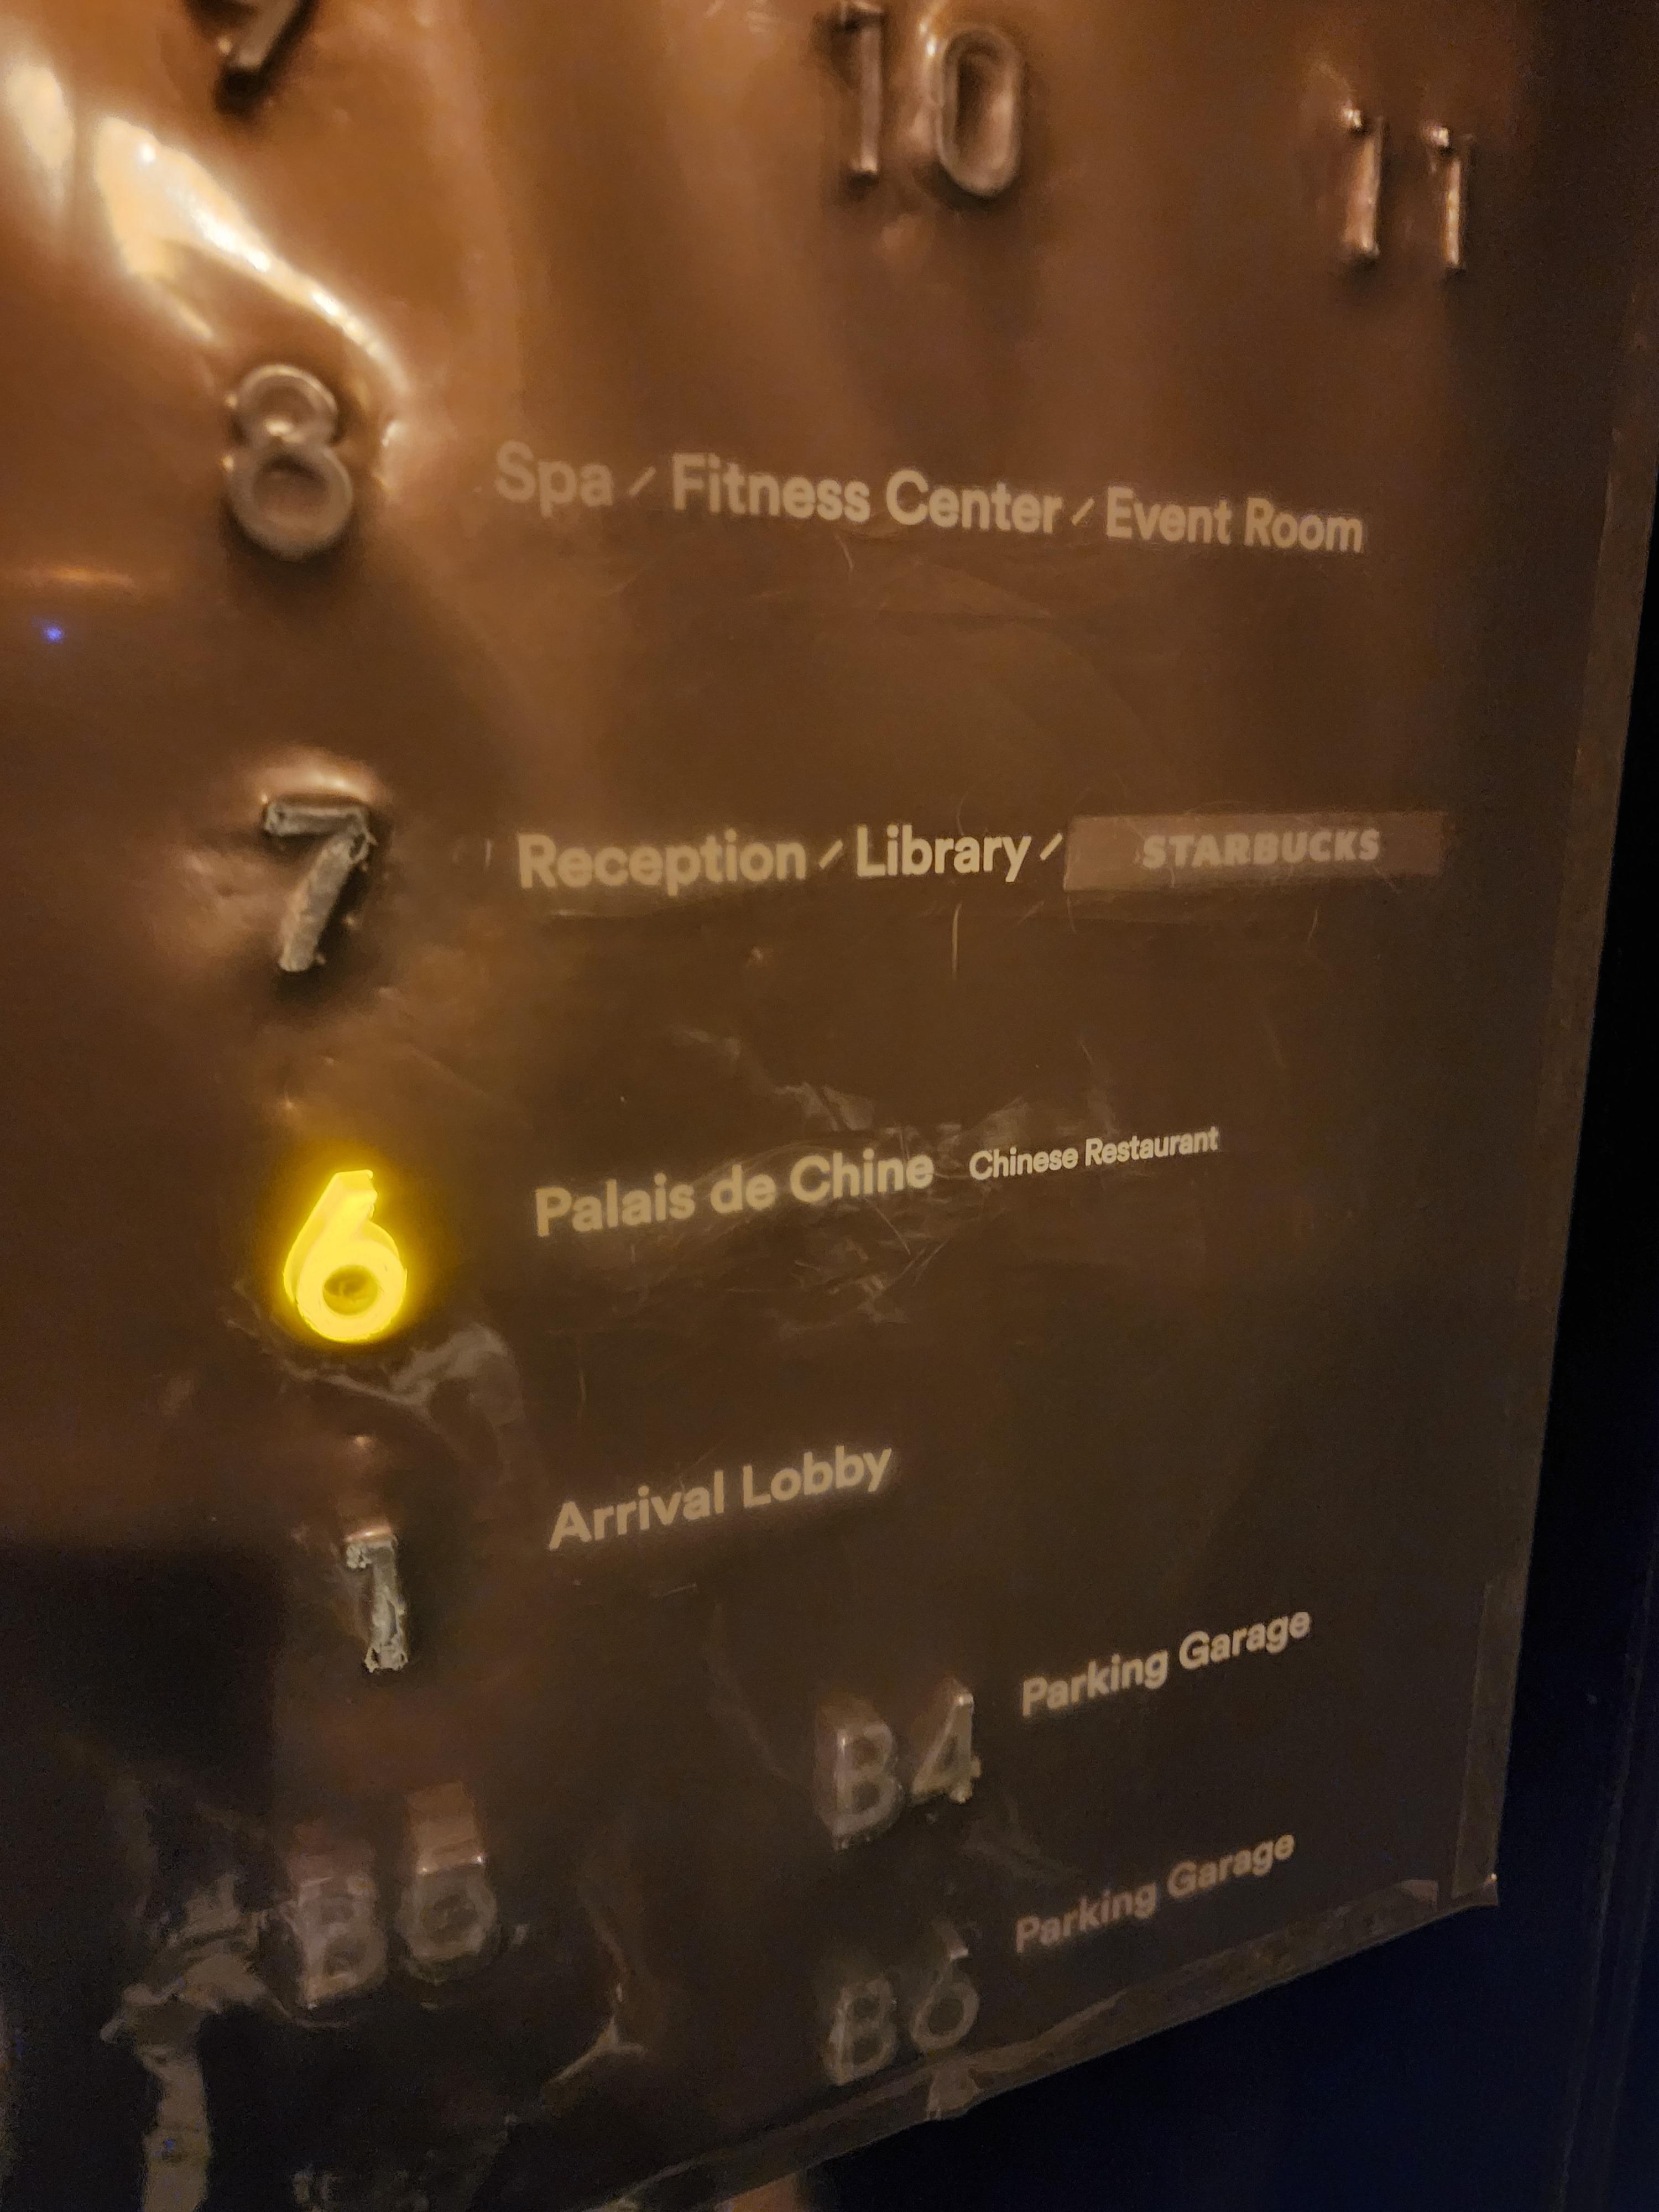 10 11
8 Spa / Fitness Center / Event Room
7 Reception / Library / STARBUCKS
6 Palais de Chine Chinese Restaurant
1 Arrival Lobby
B4 Parking Garage
B6 Parking Garage